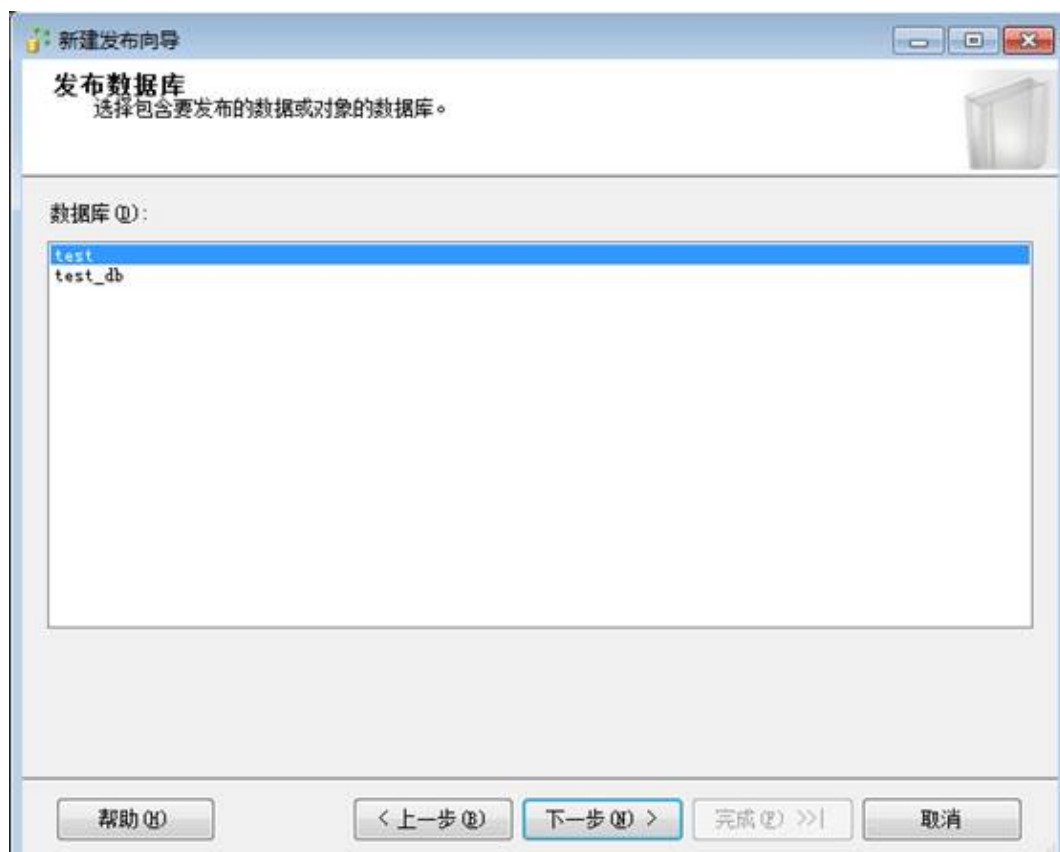 新建发布向导
发布数据库
选择包含要发布的数据或对象的数据库。
数据库(D):
test
test_db
帮助(H)
< 上一步(B)
下一步(N) >
完成(F) >>|
取消